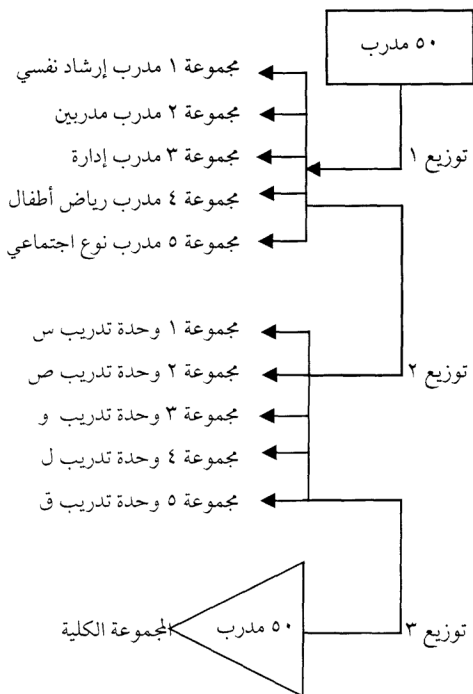 ٥٠ مدرب
توزيع ١
مجموعة ١ مدرب إرشاد نفسي
مجموعة ٢ مدرب مدربين
مجموعة ٣ مدرب إدارة
مجموعة ٤ مدرب رياض أطفال
مجموعة ٥ مدرب نوع اجتماعي
توزيع ٢
مجموعة ١ وحدة تدريب س
مجموعة ٢ وحدة تدريب ص
مجموعة ٣ وحدة تدريب و
مجموعة ٤ وحدة تدريب ل
مجموعة ٥ وحدة تدريب ق
توزيع ٣
٥٠ مدرب
المجموعة الكلية